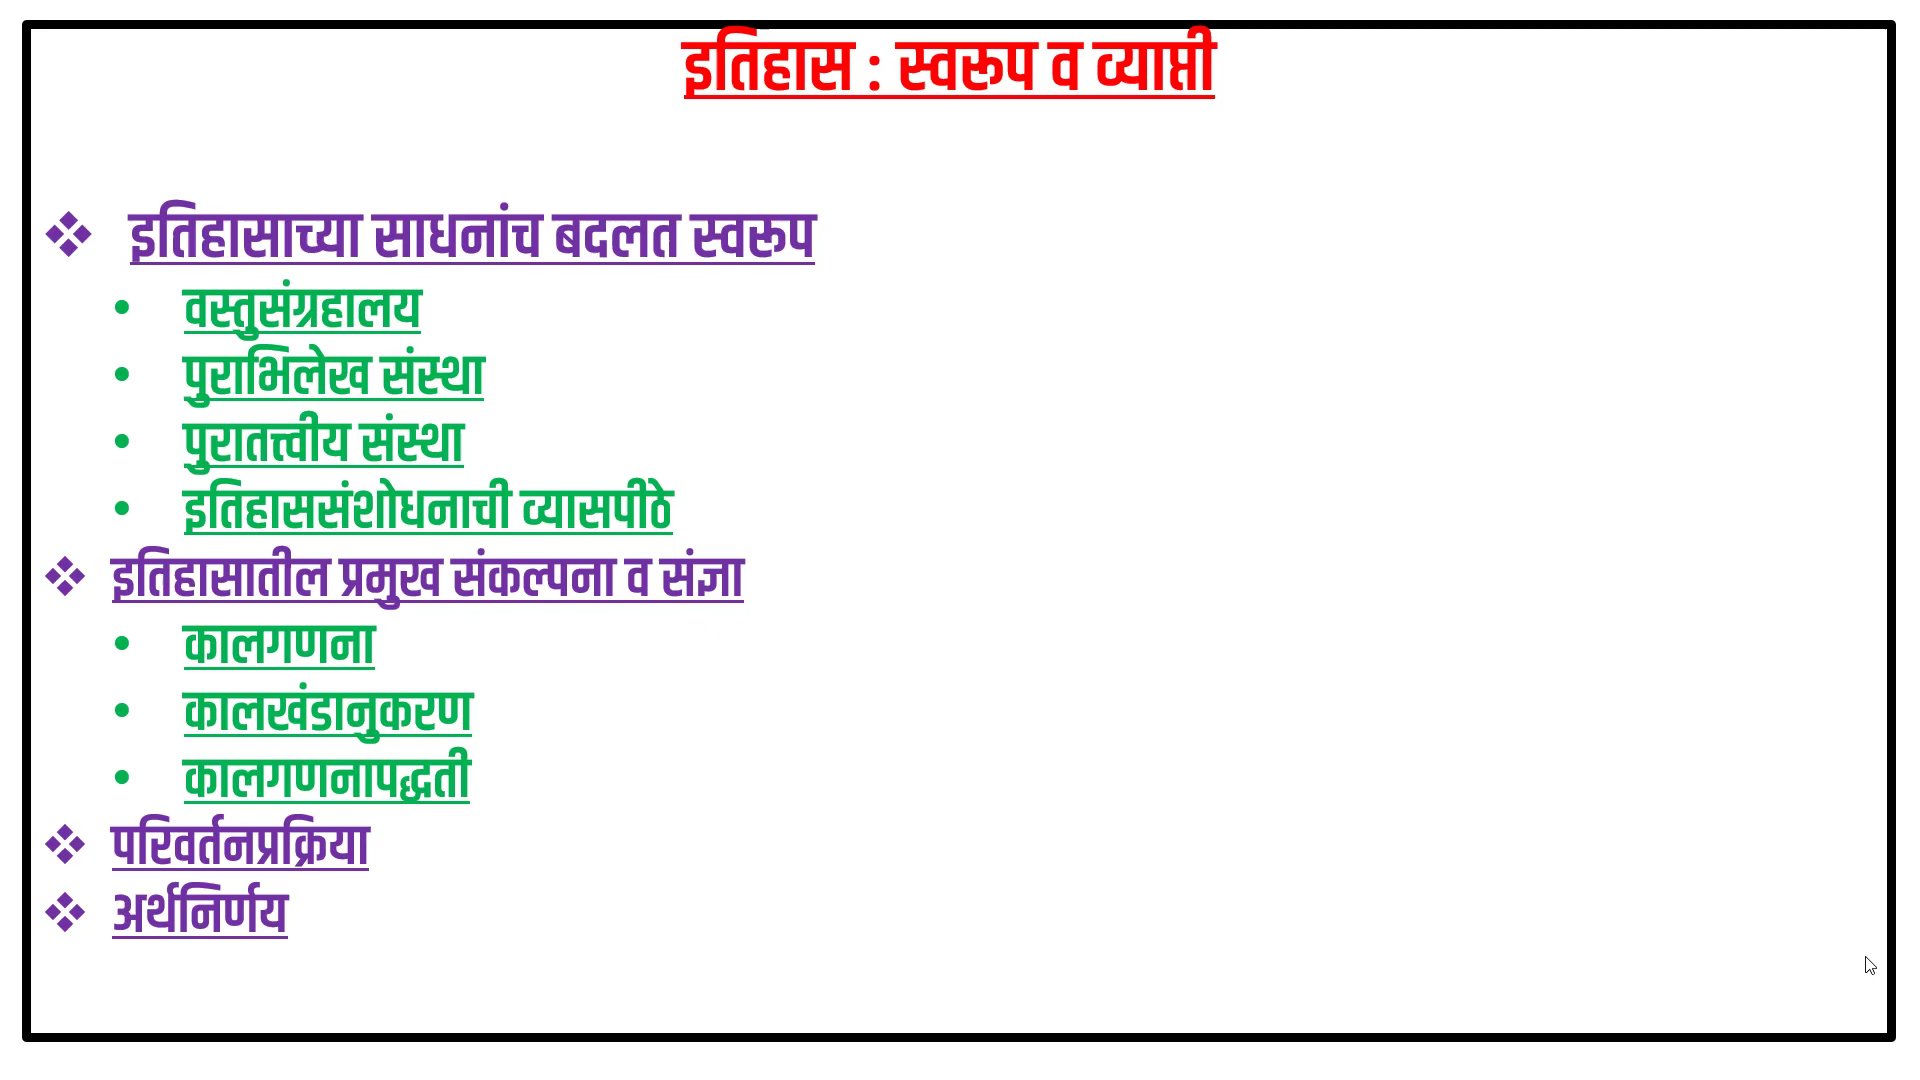 इतिहास : स्वरूप व व्याप्ती
❖ इतिहासाच्या साधनांच बदलत स्वरूप
• वस्तुसंग्रहालय
• पुराभिलेख संस्था
• पुरातत्त्वीय संस्था
• इतिहाससंशोधनाची व्यासपीठे
❖ इतिहासातील प्रमुख संकल्पना व संज्ञा
• कालगणना
• कालखंडानुकरण
• कालगणनापद्धती
❖ परिवर्तनप्रक्रिया
❖ अर्थनिर्णय